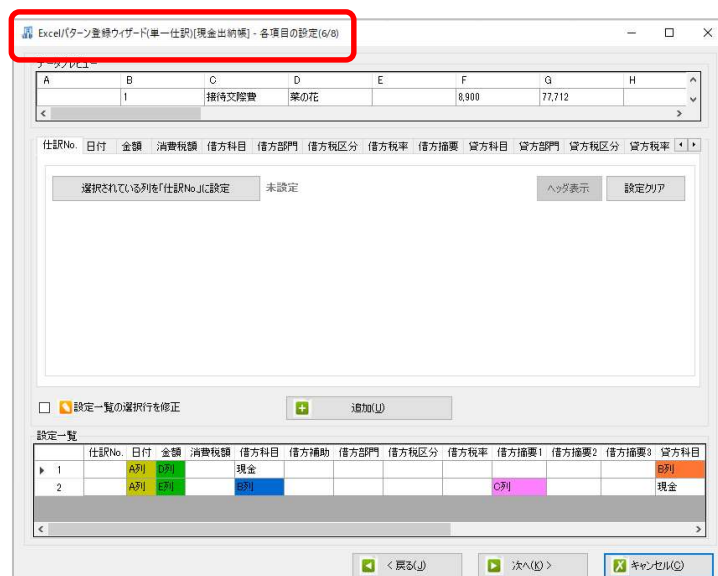 Excelパターン登録ウィザード(単一仕訳)[現金出納帳] - 各項目の設定(6/8)
データプレビュー
A B C D E F G H
1 接待交際費 菜の花 8,900 77,712
仕訳No. 日付 金額 消費税額 借方科目 借方部門 借方税区分 借方税率 借方摘要 貸方科目 貸方部門 貸方税区分 貸方税率
選択されている列を「仕訳No.」に設定 未設定 ヘッダ表示 設定クリア
設定一覧の選択行を修正 追加(U)
設定一覧
仕訳No. 日付 金額 消費税額 借方科目 借方補助 借方部門 借方税区分 借方税率 借方摘要1 借方摘要2 借方摘要3 貸方科目
1 A列 D列 現金 B列
2 A列 E列 B列 C列 現金
< 戻る(J) 次へ(K) > キャンセル(C)